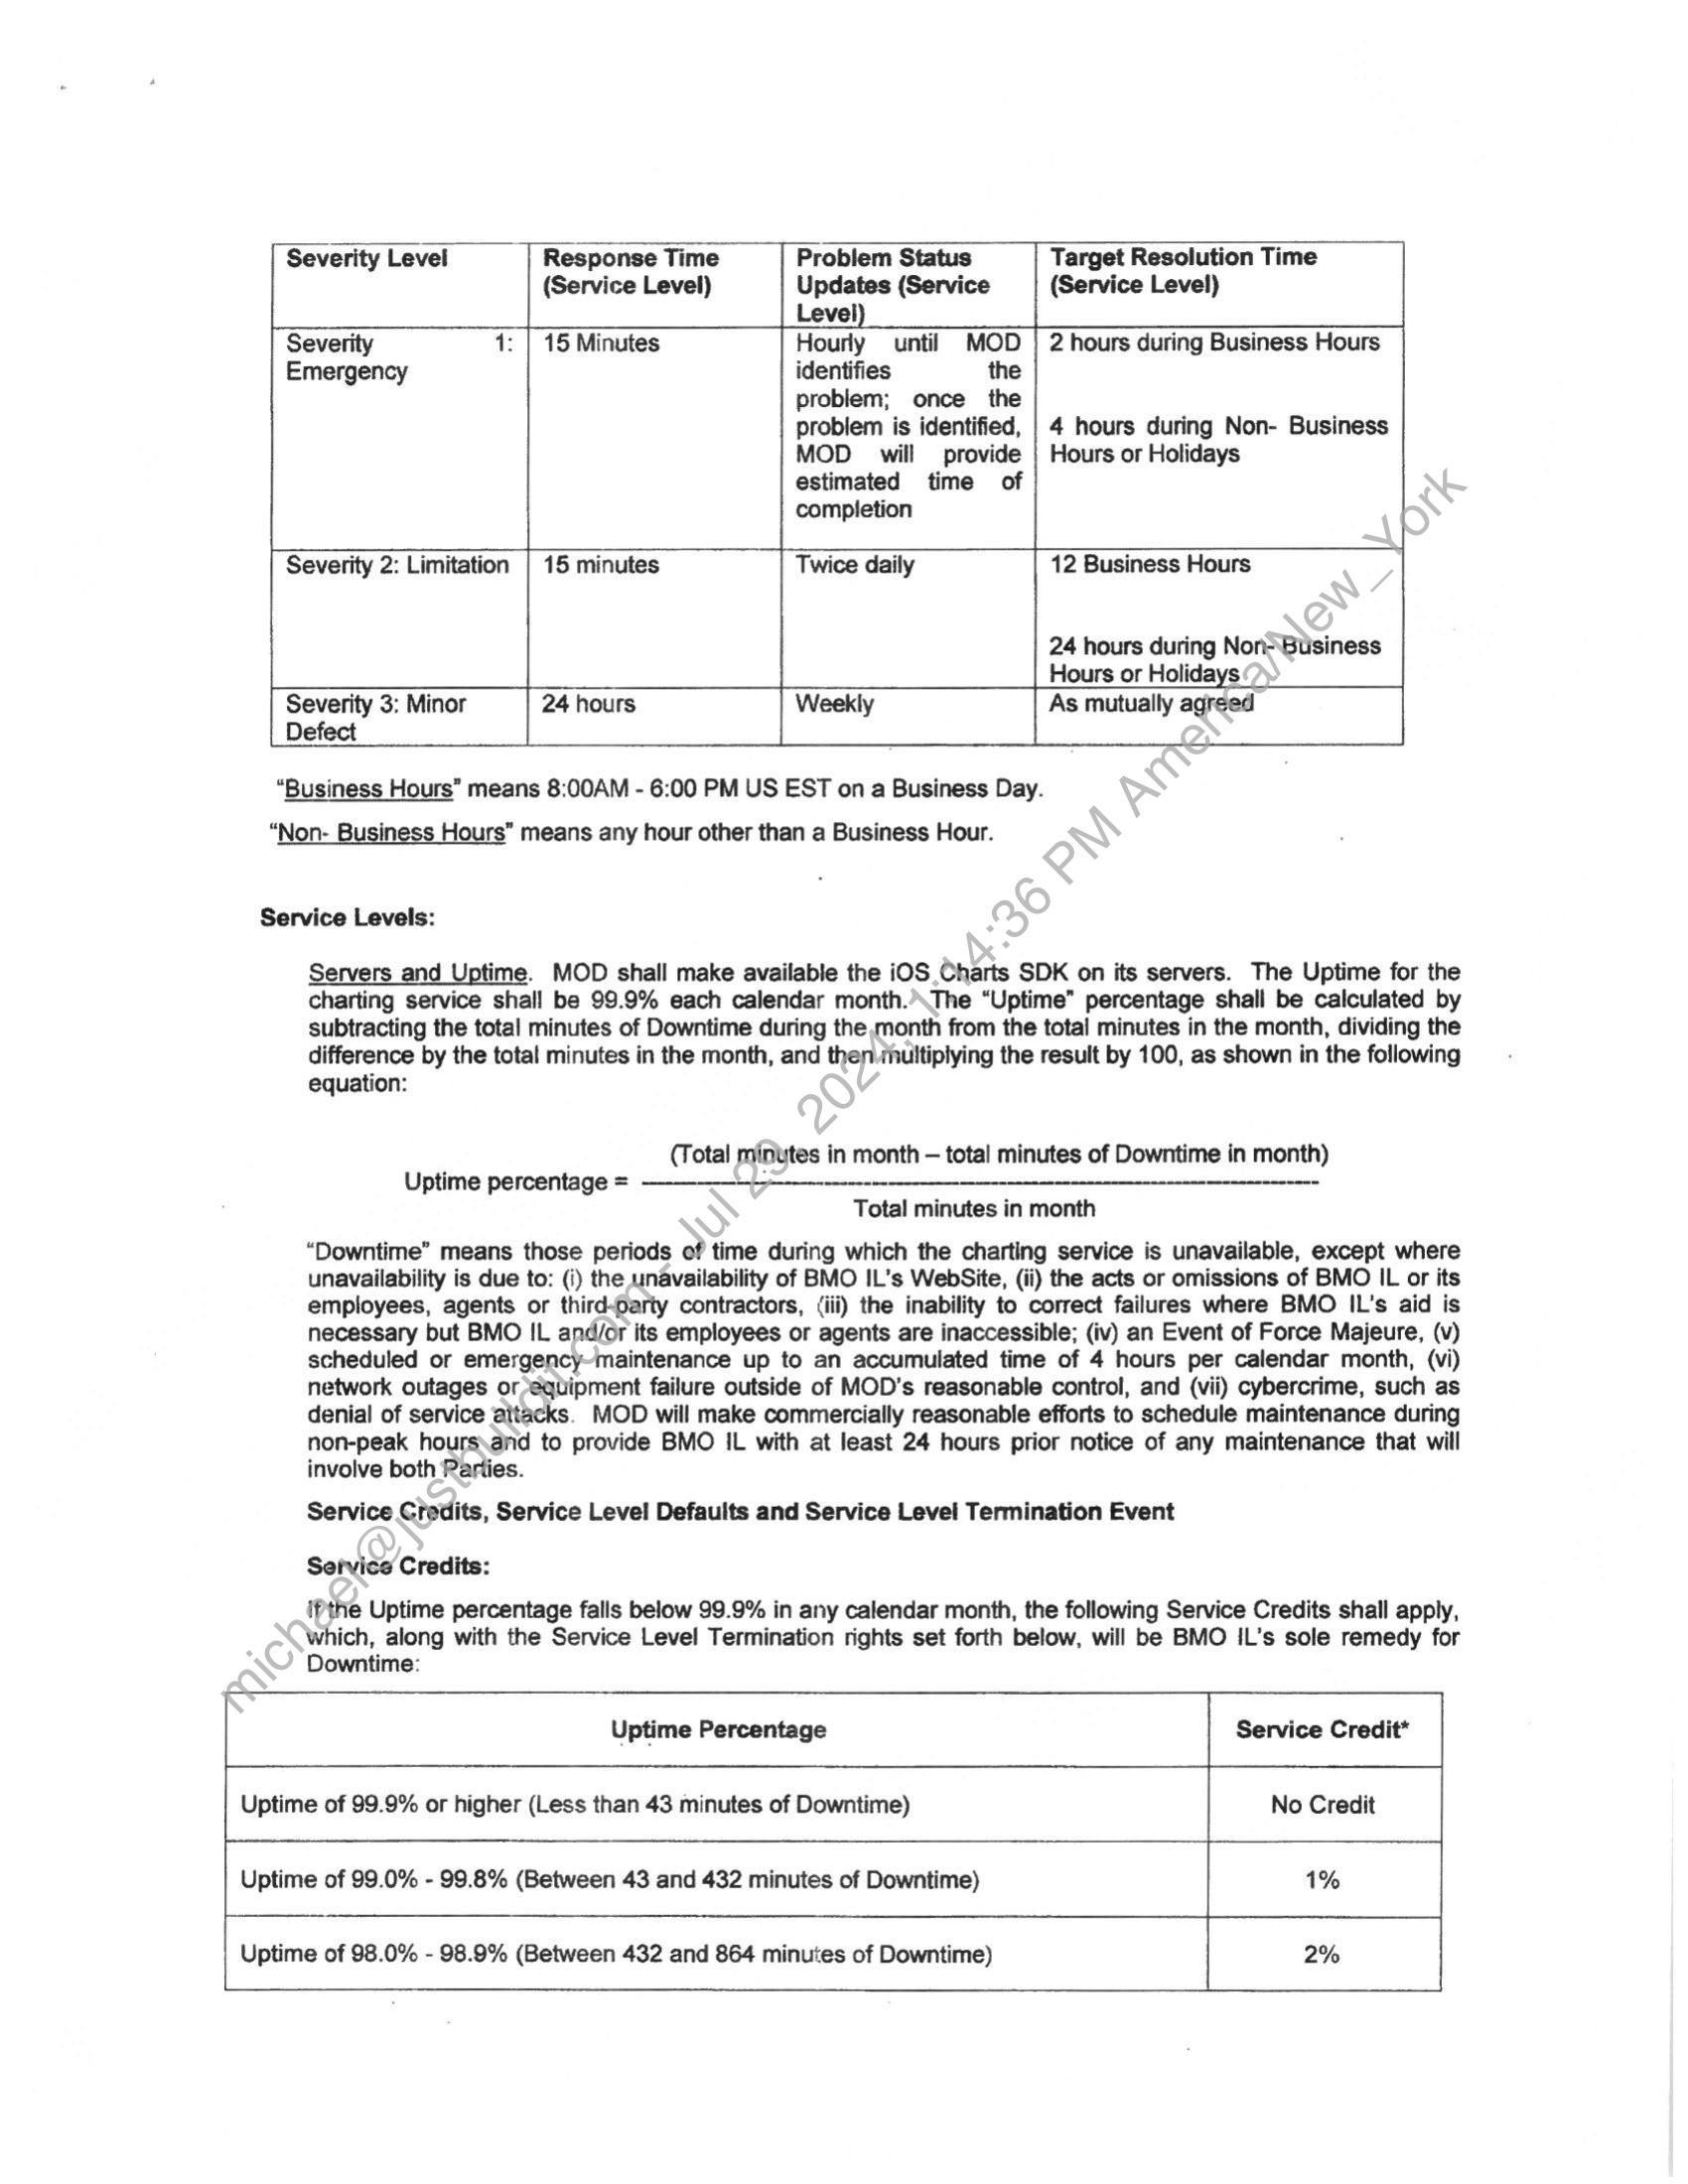 Severity Level
Response Time
(Service Level)
Problem Status
Updates (Service
Level)
Target Resolution Time
(Service Level)
Severity 1:
Emergency
15 Minutes
Hourly until MOD
identifies the
problem; once the
problem is identified,
MOD will provide
estimated time of
completion
2 hours during Business Hours
4 hours during Non- Business
Hours or Holidays
Severity 2: Limitation
15 minutes
Twice daily
12 Business Hours
24 hours during Non- Business
Hours or Holidays
Severity 3: Minor
Defect
24 hours
Weekly
As mutually agreed
“Business Hours” means 8:00AM - 6:00 PM US EST on a Business Day.
“Non- Business Hours” means any hour other than a Business Hour.
Service Levels:
Servers and Uptime. MOD shall make available the iOS Charts SDK on its servers. The Uptime for the
charting service shall be 99.9% each calendar month. The “Uptime” percentage shall be calculated by
subtracting the total minutes of Downtime during the month from the total minutes in the month, dividing the
difference by the total minutes in the month, and then multiplying the result by 100, as shown in the following
equation:
(Total minutes in month – total minutes of Downtime in month)
Uptime percentage = ---
Total minutes in month
“Downtime” means those periods of time during which the charting service is unavailable, except where
unavailability is due to: (i) the unavailability of BMO IL's WebSite, (ii) the acts or omissions of BMO IL or its
employees, agents or third-party contractors, (iii) the inability to correct failures where BMO IL's aid is
necessary but BMO IL and/or its employees or agents are inaccessible; (iv) an Event of Force Majeure, (v)
scheduled or emergency maintenance up to an accumulated time of 4 hours per calendar month, (vi)
network outages or equipment failure outside of MOD's reasonable control, and (vii) cybercrime, such as
denial of service attacks. MOD will make commercially reasonable efforts to schedule maintenance during
non-peak hours and to provide BMO IL with at least 24 hours prior notice of any maintenance that will
involve both Parties.
Service Credits, Service Level Defaults and Service Level Termination Event
Service Credits:
If the Uptime percentage falls below 99.9% in any calendar month, the following Service Credits shall apply,
which, along with the Service Level Termination rights set forth below, will be BMO IL's sole remedy for
Downtime:
Uptime Percentage
Service Credit*
Uptime of 99.9% or higher (Less than 43 minutes of Downtime)
No Credit
Uptime of 99.0% - 99.8% (Between 43 and 432 minutes of Downtime)
1%
Uptime of 98.0% - 98.9% (Between 432 and 864 minutes of Downtime)
2%
michael@justbuildit.com - Jul 29, 2024, 1:14:36 PM America/New_York